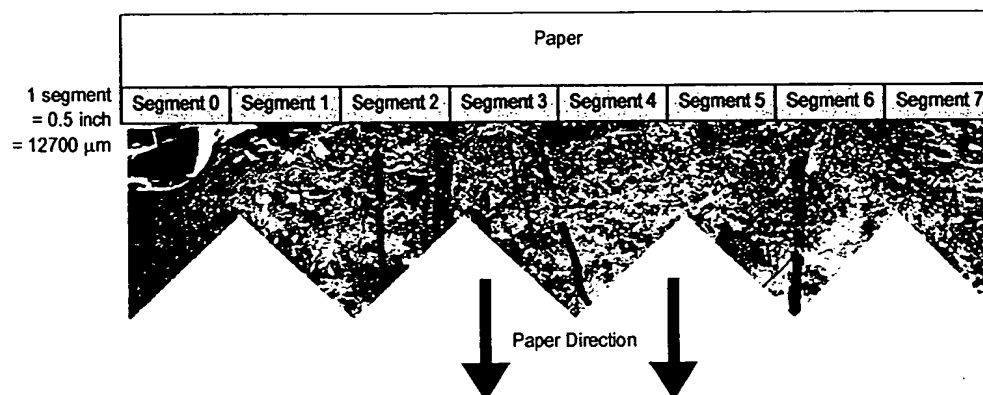 Paper
1 segment
= 0.5 inch
= 12700 µm
Segment 0 Segment 1 Segment 2 Segment 3 Segment 4 Segment 5 Segment 6 Segment 7
Paper Direction